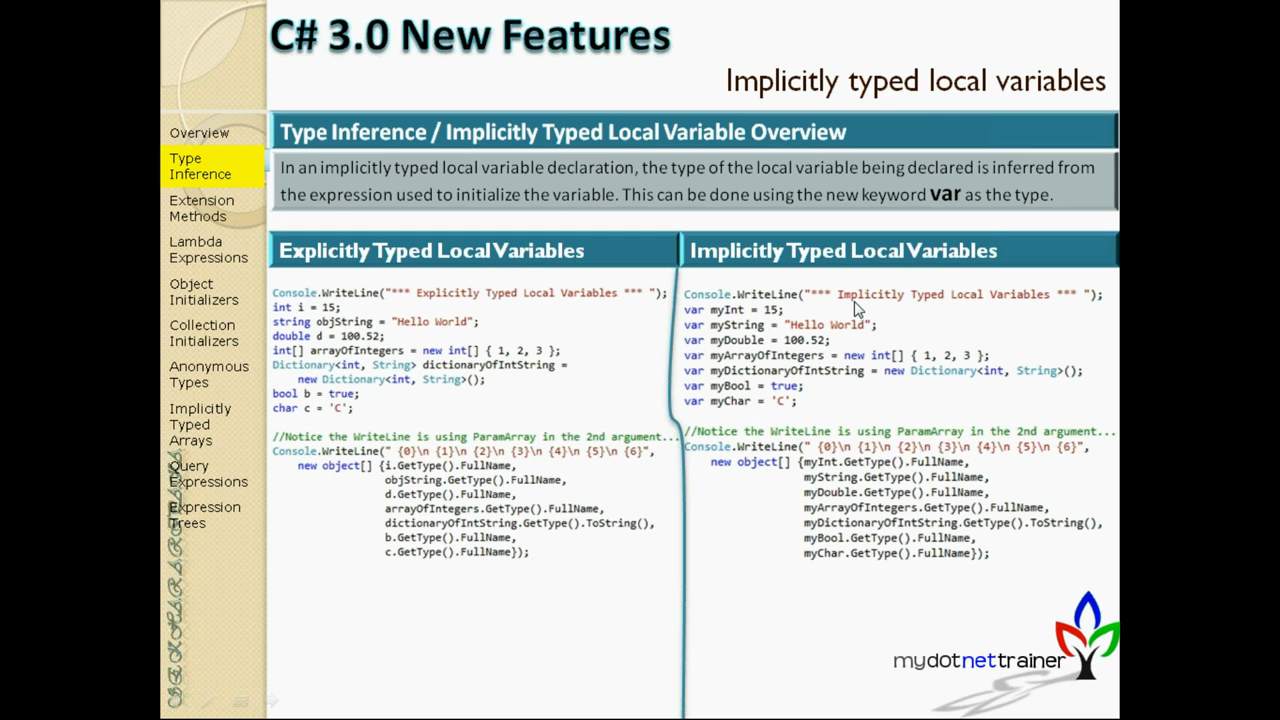 C# 3.0 New Features
Implicitly typed local variables
Overview
Type
Inference
Extension
Methods
Lambda
Expressions
Object
Initializers
Collection
Initializers
Anonymous
Types
Implicitly
Typed
Arrays
Query
Expressions
Expression
Trees
Type Inference / Implicitly Typed Local Variable Overview
In an implicitly typed local variable declaration, the type of the local variable being declared is inferred from
the expression used to initialize the variable. This can be done using the new keyword var as the type.
Explicitly Typed Local Variables
Console.WriteLine("*** Explicitly Typed Local Variables *** ");
int i = 15;
string objString = "Hello World";
double d = 100.52;
int[] arrayOfIntegers = new int[] { 1, 2, 3 };
Dictionary<int, String> dictionaryOfIntString =
new Dictionary<int, String>();
bool b = true;
char c = 'C';
//Notice the WriteLine is using ParamArray in the 2nd argument...
Console.WriteLine(" {0}\n {1}\n {2}\n {3}\n {4}\n {5}\n {6}",
new object[] {i.GetType().FullName,
objString.GetType().FullName,
d.GetType().FullName,
arrayOfIntegers.GetType().FullName,
dictionaryOfIntString.GetType().ToString(),
b.GetType().FullName,
c.GetType().FullName});
Implicitly Typed Local Variables
Console.WriteLine("*** Implicitly Typed Local Variables *** ");
var myInt = 15;
var myString = "Hello World";
var myDouble = 100.52;
var myArrayOfIntegers = new int[] { 1, 2, 3 };
var myDictionaryOfIntString = new Dictionary<int, String>();
var myBool = true;
var myChar = 'C';
//Notice the WriteLine is using ParamArray in the 2nd argument...
Console.WriteLine(" {0}\n {1}\n {2}\n {3}\n {4}\n {5}\n {6}",
new object[] {myInt.GetType().FullName,
myString.GetType().FullName,
myDouble.GetType().FullName,
myArrayOfIntegers.GetType().FullName,
myDictionaryOfIntString.GetType().ToString(),
myBool.GetType().FullName,
myChar.GetType().FullName});
mydotnettrainer